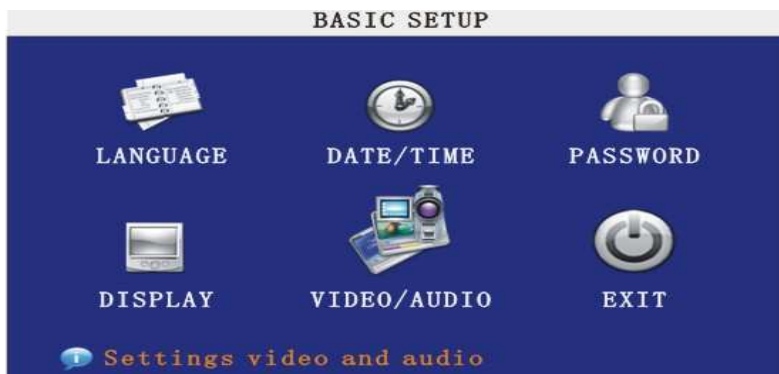 BASIC SETUP
LANGUAGE DATE/TIME PASSWORD
DISPLAY VIDEO/AUDIO EXIT
Settings video and audio